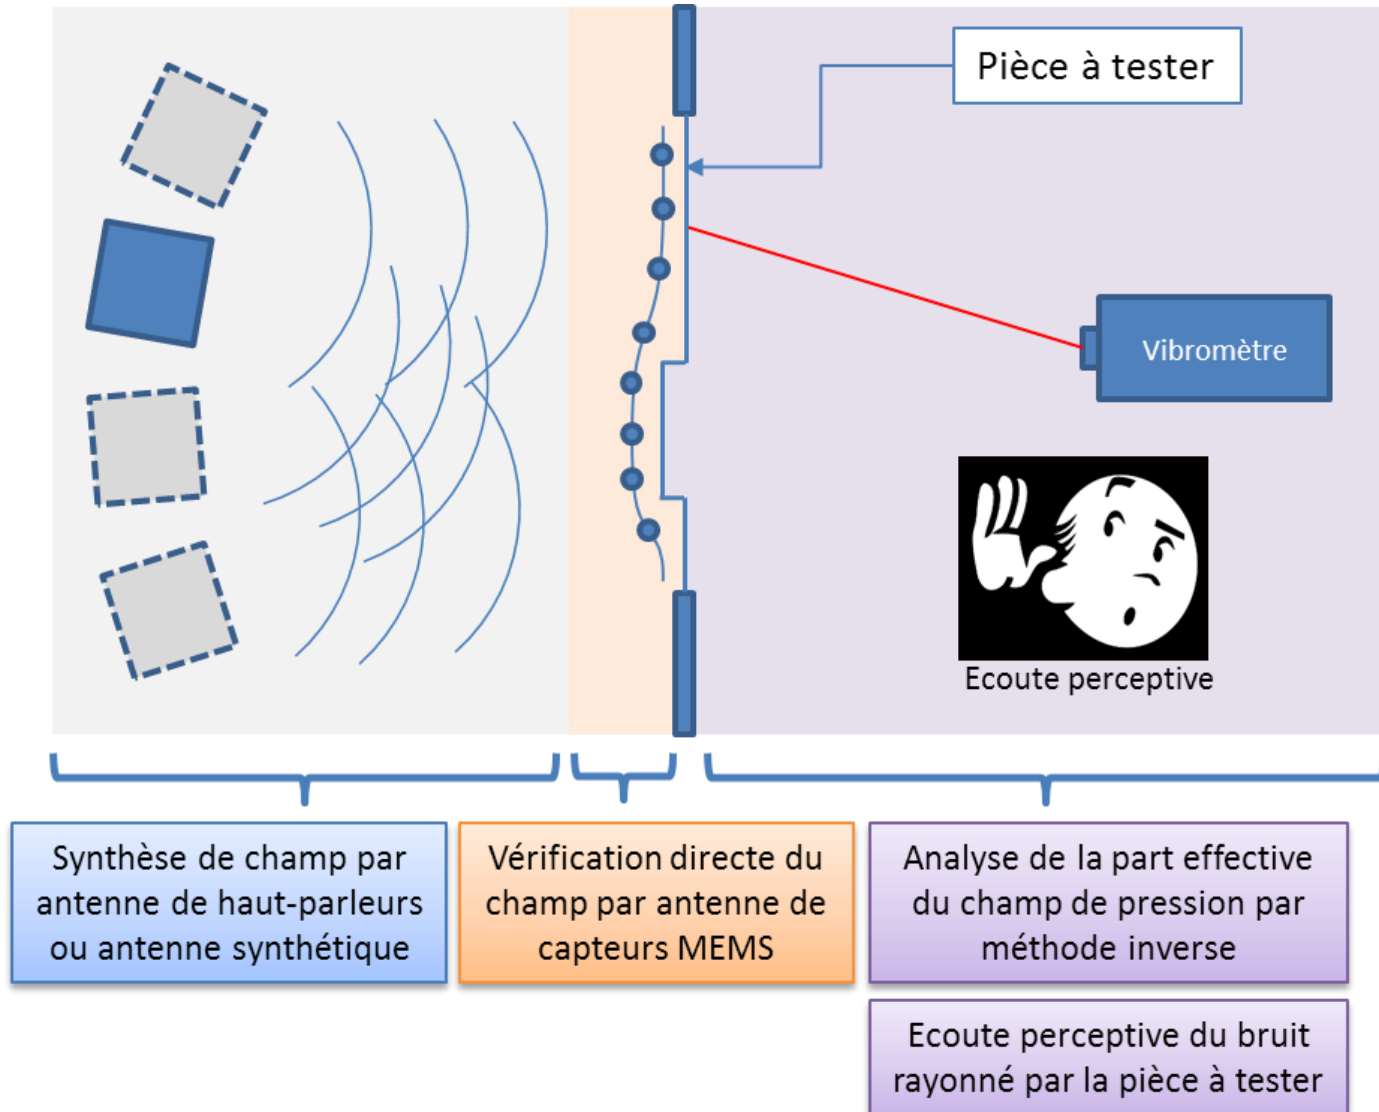 Pièce à tester
Vibromètre
Ecoute perceptive
Synthèse de champ par
antenne de haut-parleurs
ou antenne synthétique
Vérification directe du
champ par antenne de
capteurs MEMS
Analyse de la part effective
du champ de pression par
méthode inverse
Ecoute perceptive du bruit
rayonné par la pièce à tester